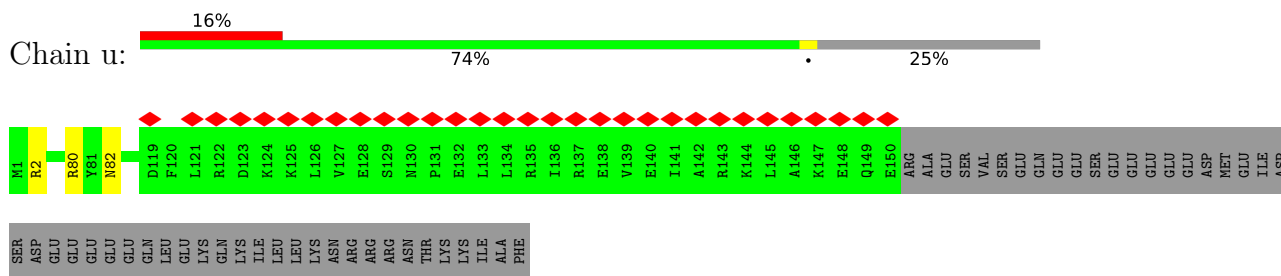 16%
Chain u:
74% • 25%
M1 R2 R80 Y81 N82 D119 F120 L121 R122 D123 K124 K125 L126 V127 E128 S129 N130 P131 E132 L133 L134 R135 I136 R137 E138 V139 E140 I141 A142 R143 K144 L145 A146 K147 E148 Q149 E150 ARG ALA GLU SER VAL SER GLU GLN GLU GLU SER GLU GLU GLU GLU GLU ASP MET GLU ILE ASP
SER ASP GLU GLU GLU GLU GLU GLN LEU GLU LYS GLN LYS ILE LEU LEU LYS ASN ARG ARG ARG ASN THR LYS LYS ILE ALA PHE